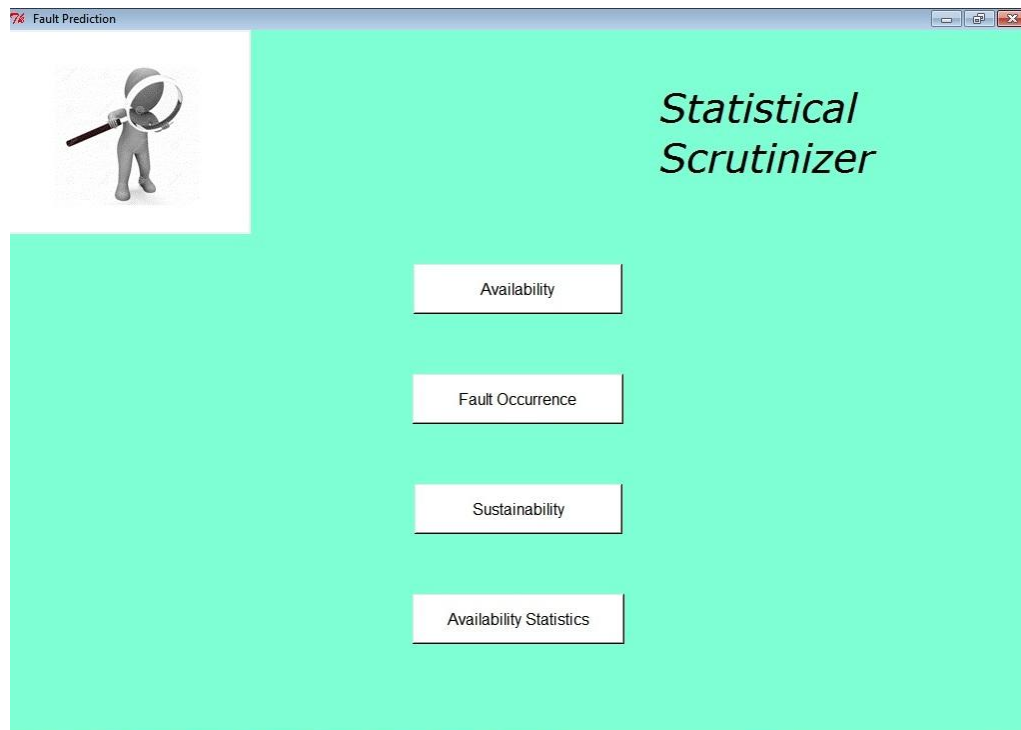 Fault Prediction
Statistical
Scrutinizer
Availability
Fault Occurrence
Sustainability
Availability Statistics